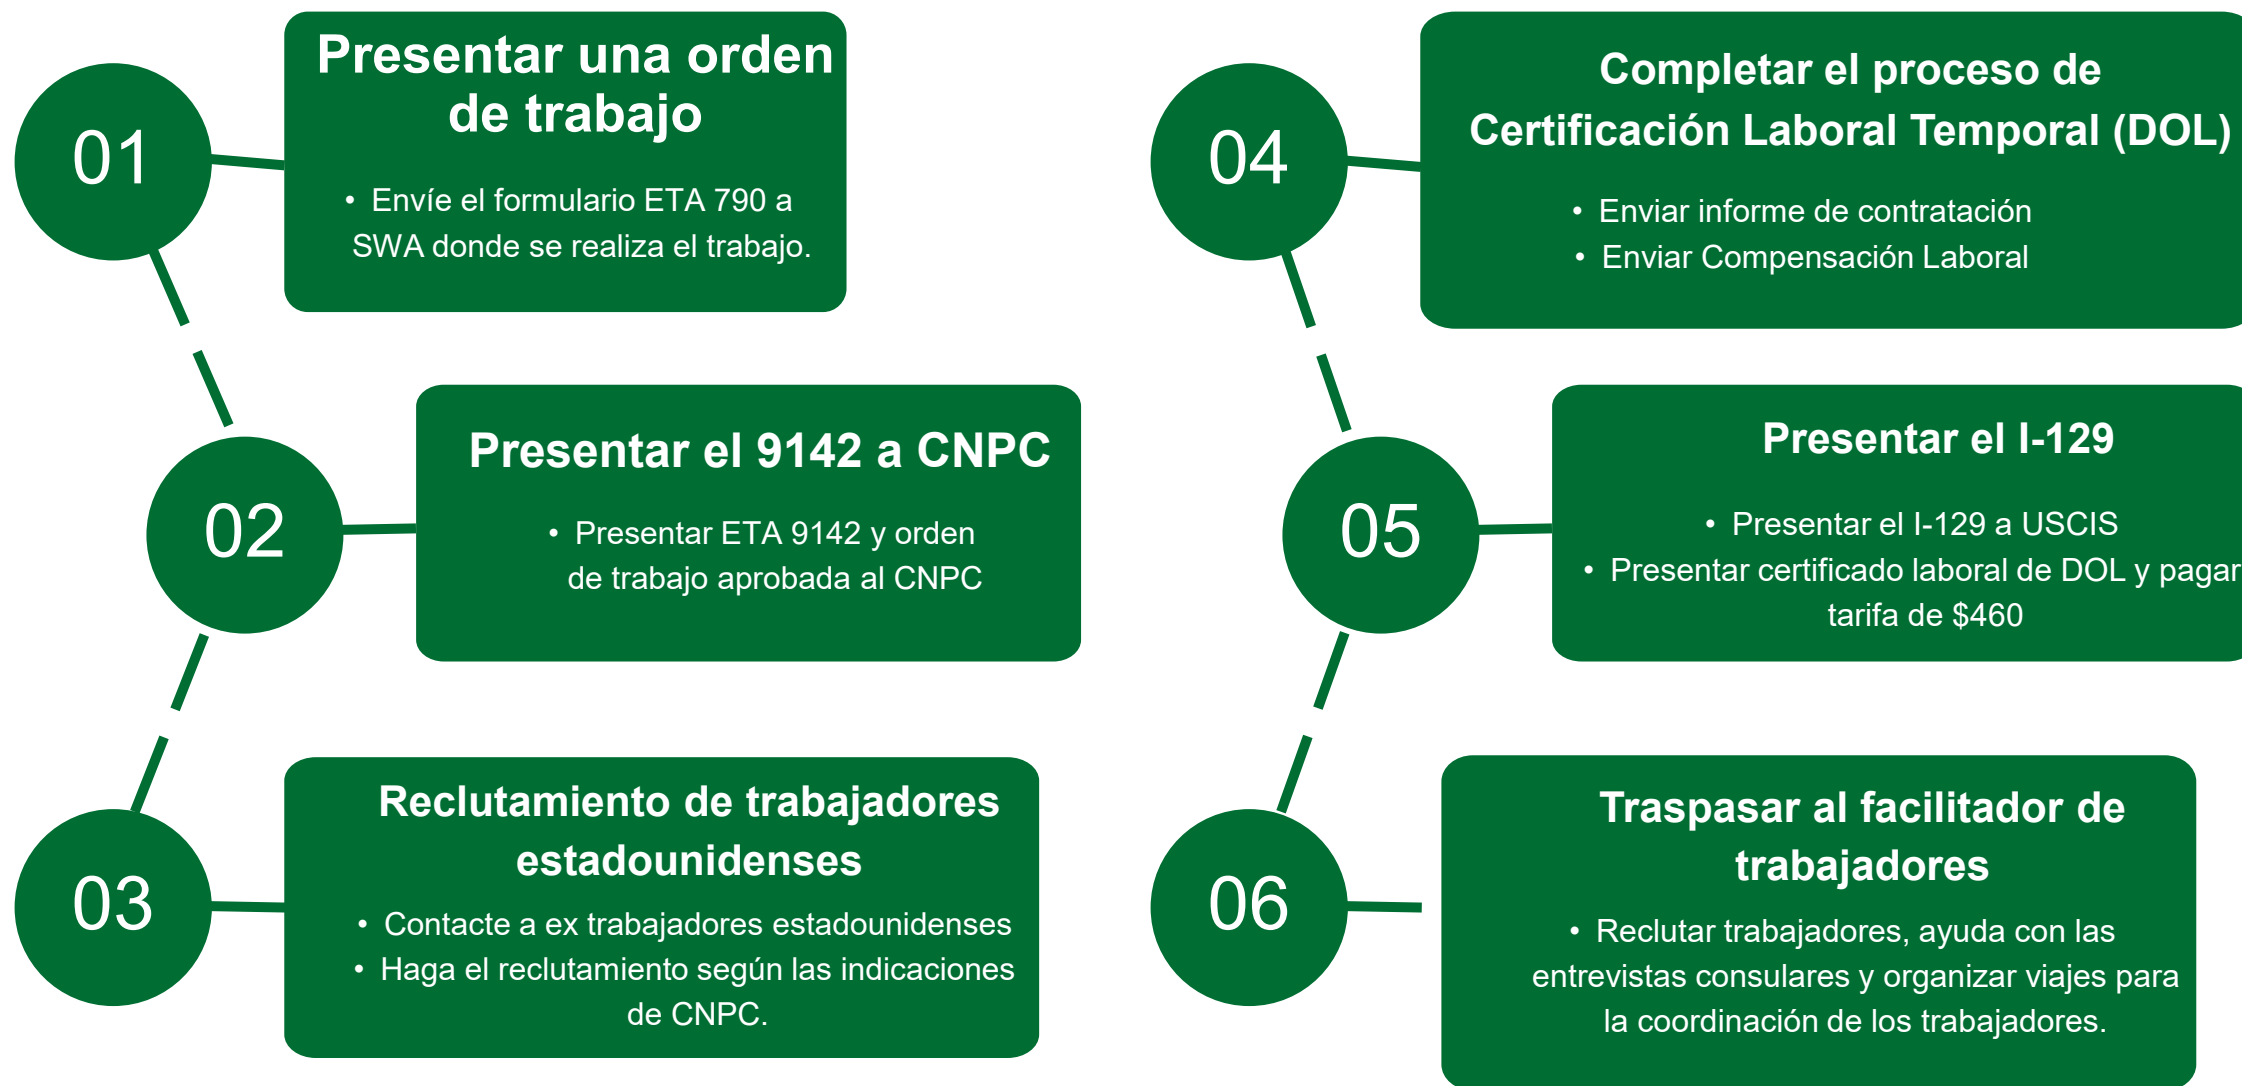 01
Presentar una orden
de trabajo
• Envíe el formulario ETA 790 a
SWA donde se realiza el trabajo.
02
Presentar el 9142 a CNPC
• Presentar ETA 9142 y orden
de trabajo aprobada al CNPC
03
Reclutamiento de trabajadores
estadounidenses
• Contacte a ex trabajadores estadounidenses
• Haga el reclutamiento según las indicaciones
de CNPC.
04
Completar el proceso de
Certificación Laboral Temporal (DOL)
• Enviar informe de contratación
• Enviar Compensación Laboral
05
Presentar el I-129
• Presentar el I-129 a USCIS
• Presentar certificado laboral de DOL y pagar
tarifa de $460
06
Traspasar al facilitador de
trabajadores
• Reclutar trabajadores, ayuda con las
entrevistas consulares y organizar viajes para
la coordinación de los trabajadores.